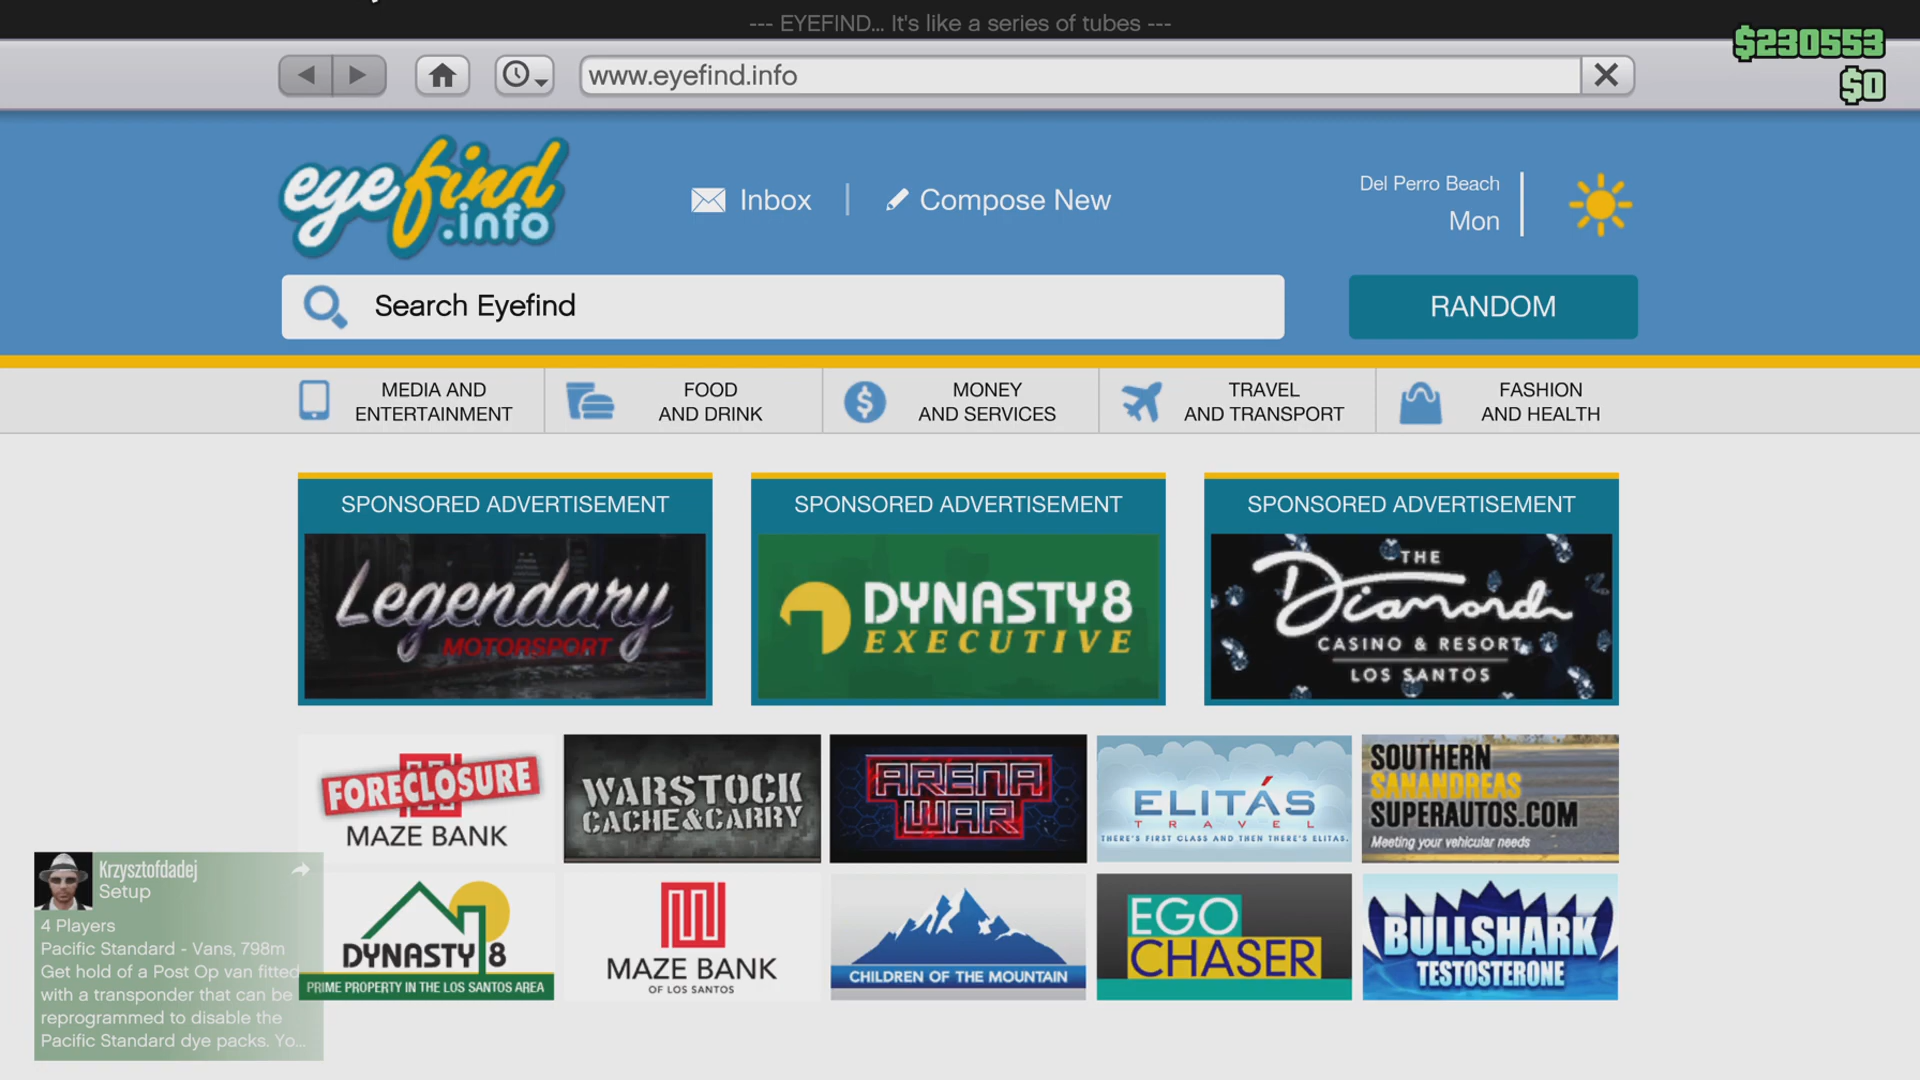 --- EYEFIND... It's like a series of tubes ---
$230553
$0
www.eyefind.info
eyefind
.info
Inbox
Compose New
Del Perro Beach
Mon
Search Eyefind
RANDOM
MEDIA AND
ENTERTAINMENT
FOOD
AND DRINK
MONEY
AND SERVICES
TRAVEL
AND TRANSPORT
FASHION
AND HEALTH
SPONSORED ADVERTISEMENT
Legendary
MOTORSPORT
SPONSORED ADVERTISEMENT
DYNASTY8
EXECUTIVE
SPONSORED ADVERTISEMENT
THE
Diamond
CASINO & RESORT
LOS SANTOS
FORECLOSURE
MAZE BANK
WARSTOCK
CACHE&CARRY
ARENA
WAR
ELITÁS
TRAVEL
THERE'S FIRST CLASS AND THEN THERE'S ELITAS.
SOUTHERN
SANANDREAS
SUPERAUTOS.COM
Meeting your vehicular needs
DYNASTY 8
PRIME PROPERTY IN THE LOS SANTOS AREA
MAZE BANK
OF LOS SANTOS
CHILDREN OF THE MOUNTAIN
EGO
CHASER
BULLSHARK
TESTOSTERONE
Krzysztofdadej
Setup
4 Players
Pacific Standard - Vans, 798m
Get hold of a Post Op van fitted
with a transponder that can be
reprogrammed to disable the
Pacific Standard dye packs. Yo...